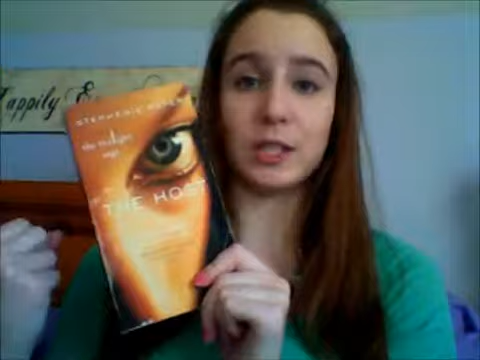 appily E
STEPHENIE MEYER
the twilight
saga
THE HOST